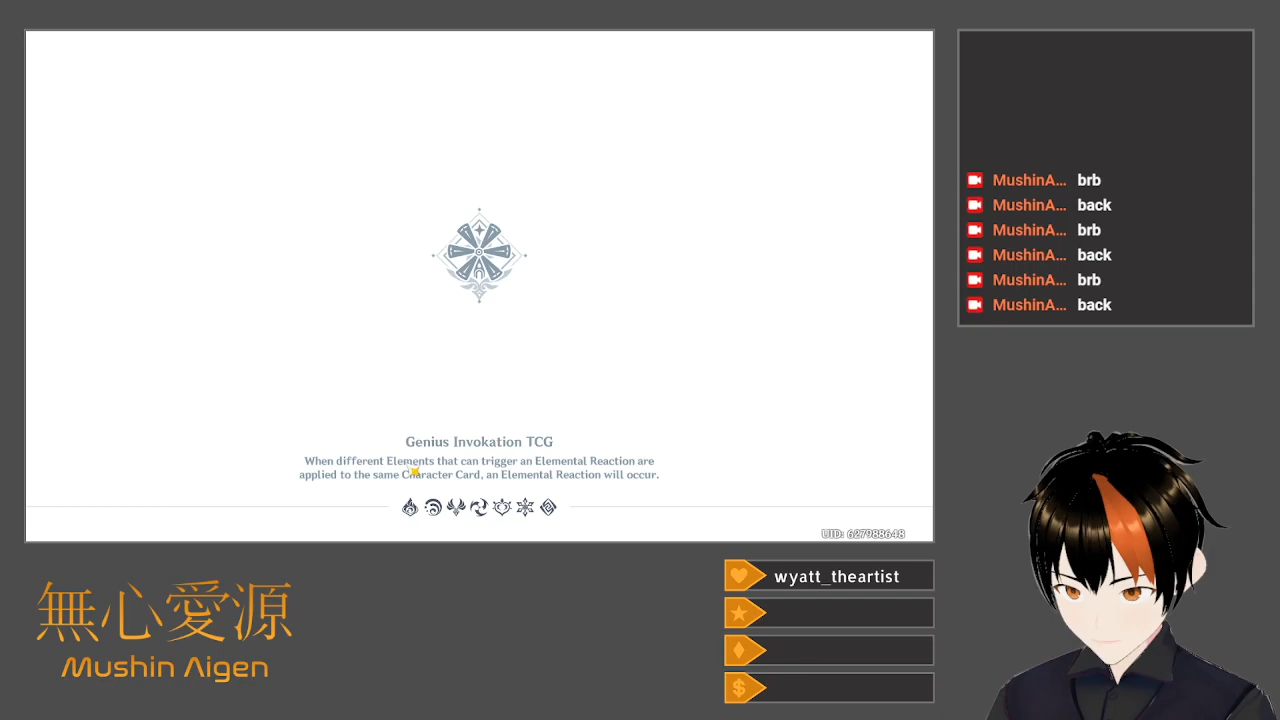 MushinA... brb
MushinA... back
MushinA... brb
MushinA... back
MushinA... brb
MushinA... back
Genius Invokation TCG
When different Elements that can trigger an Elemental Reaction are
applied to the same Character Card, an Elemental Reaction will occur.
UID: 627988648
wyatt_theartist
無心愛源
Mushin Aigen